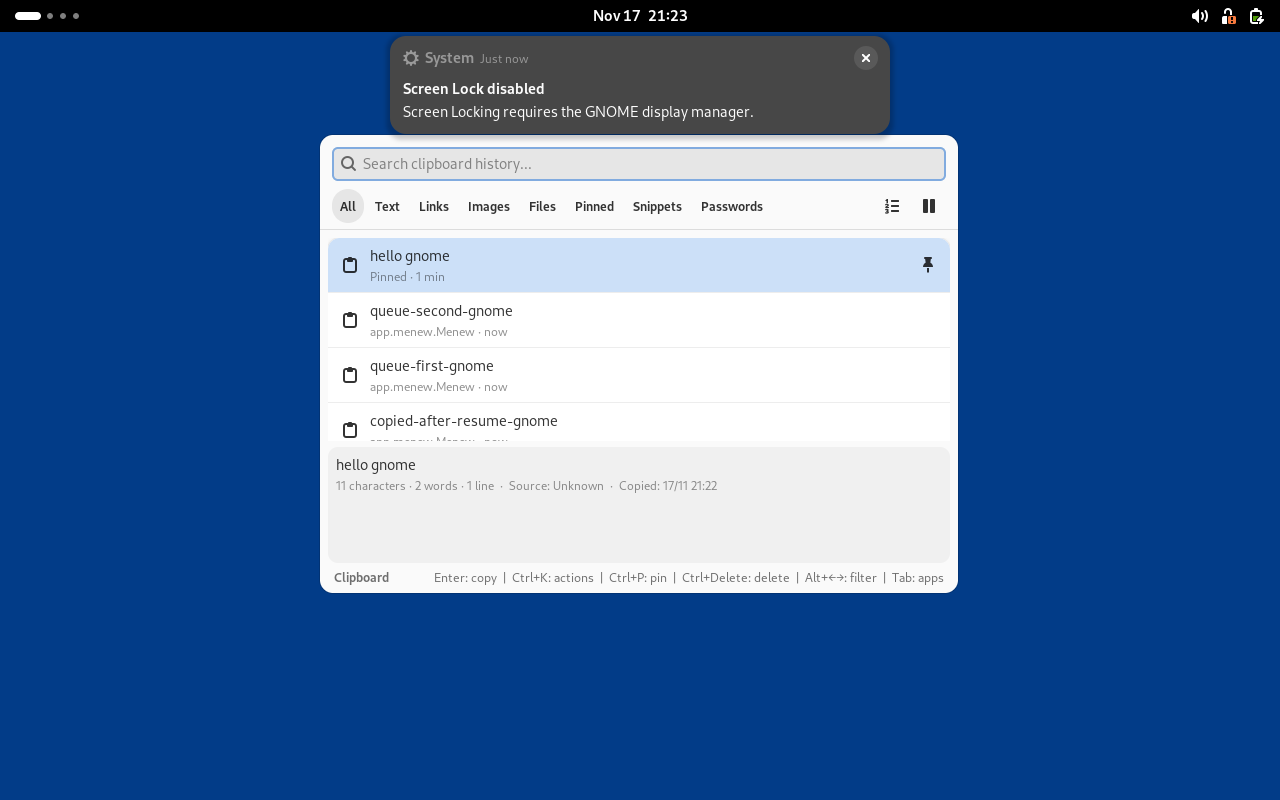 Nov 17 21:23
System Just now
Screen Lock disabled
Screen Locking requires the GNOME display manager.
Search clipboard history...
All Text Links Images Files Pinned Snippets Passwords
hello gnome
Pinned · 1 min
queue-second-gnome
app.menew.Menew · now
queue-first-gnome
app.menew.Menew · now
copied-after-resume-gnome
app.menew.Menew · now
hello gnome
11 characters · 2 words · 1 line · Source: Unknown · Copied: 17/11 21:22
Clipboard Enter: copy | Ctrl+K: actions | Ctrl+P: pin | Ctrl+Delete: delete | Alt+←→: filter | Tab: apps